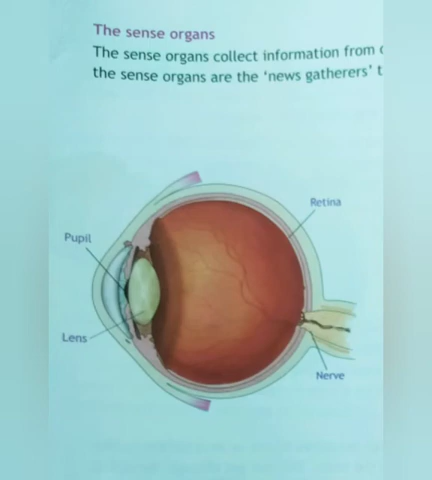 The sense organs
The sense organs collect information from
the sense organs are the ‘news gatherers’ t
Retina
Pupil
Lens
Nerve